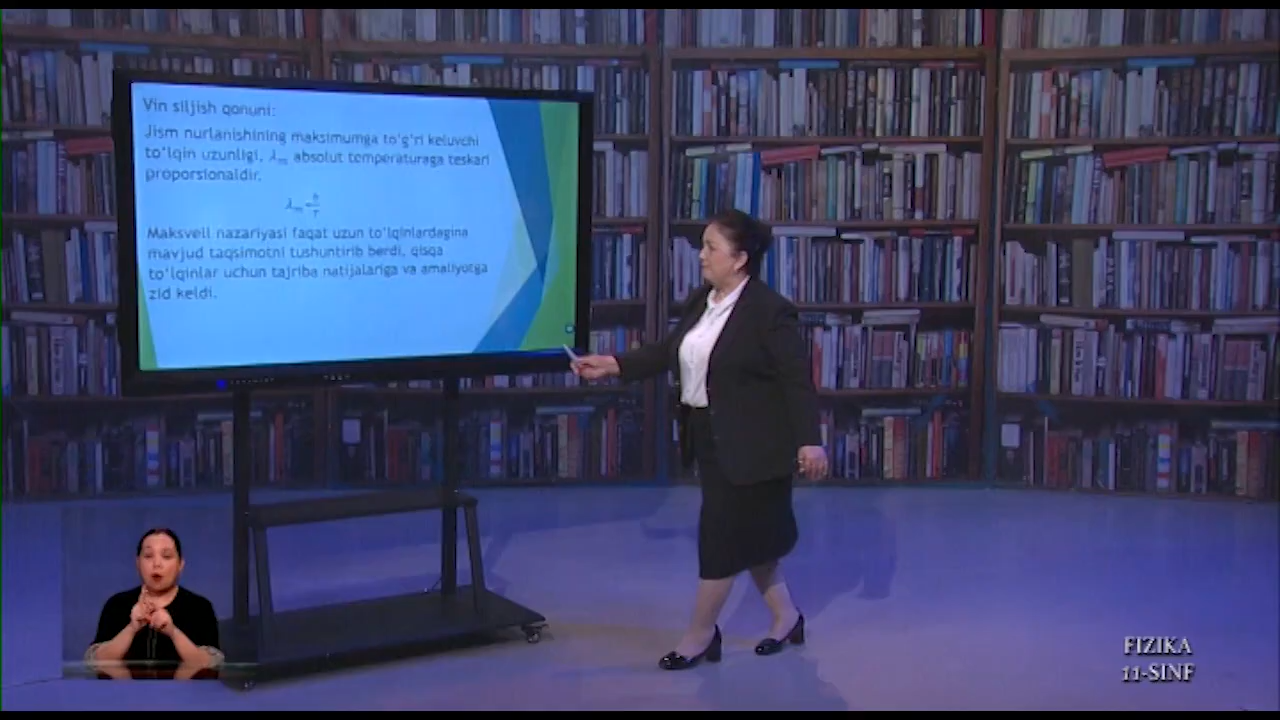 Vin siljish qonuni:
Jism nurlanishining maksimumga to‘g‘ri keluvchi
to‘lqin uzunligi, λₘ absolut temperaturaga teskari
proporsionaldir.
λₘ=b/T
Maksvell nazariyasi faqat uzun to‘lqinlardagina
mavjud taqsimotni tushuntirib berdi, qisqa
to‘lqinlar uchun tajriba natijalariga va amaliyotga
zid keldi.
FIZIKA
11-SINF